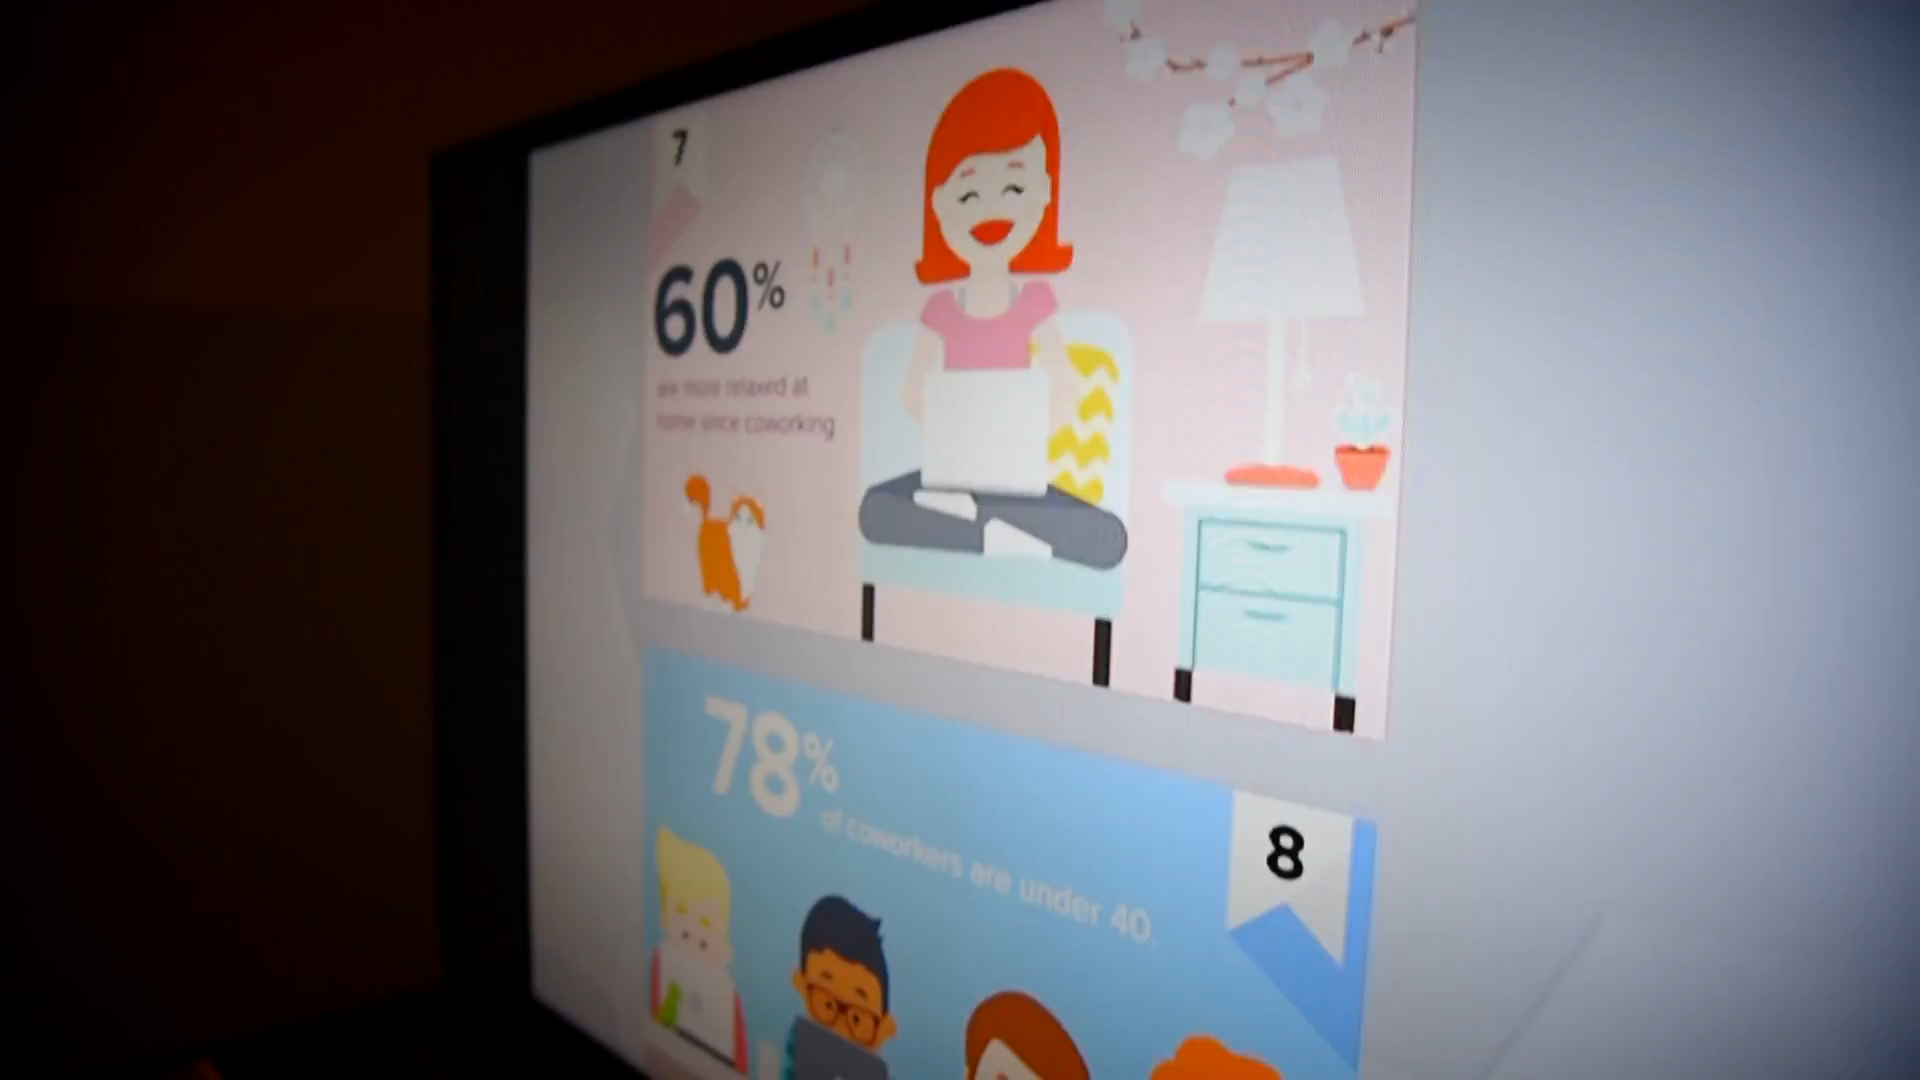 7
60%
are more relaxed at
home since coworking
78%
of coworkers are under 40.
8